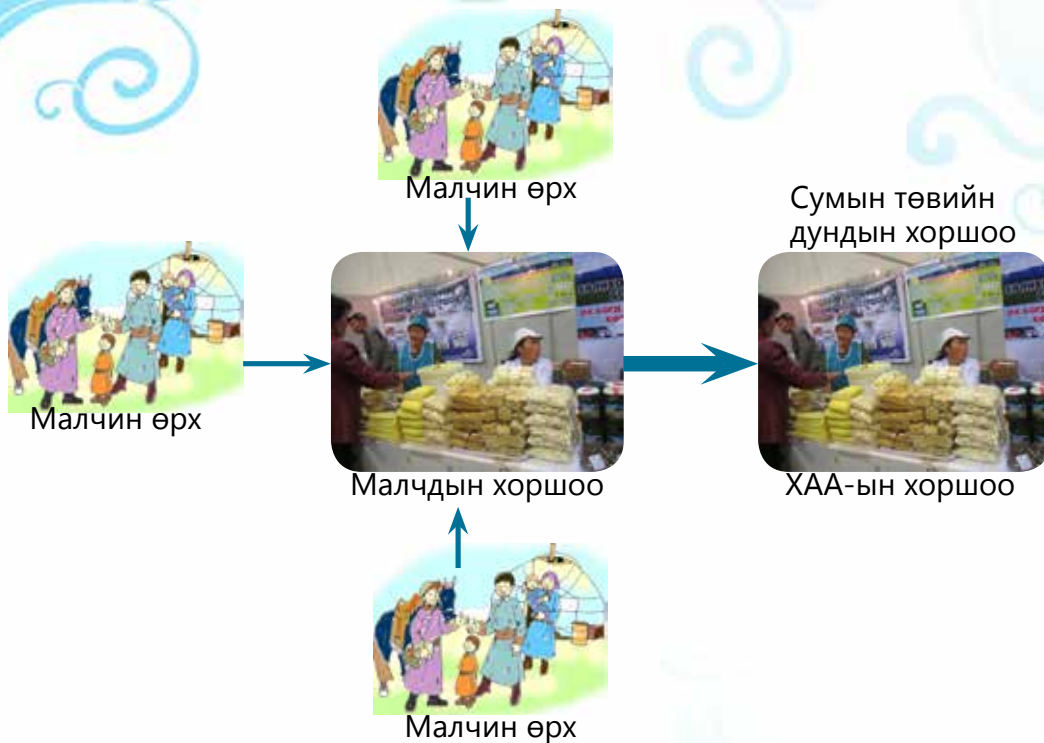 Малчин өрх
Сумын төвийн
дундын хоршоо
Малчин өрх
Малчдын хоршоо
ХАА-ын хоршоо
Малчин өрх